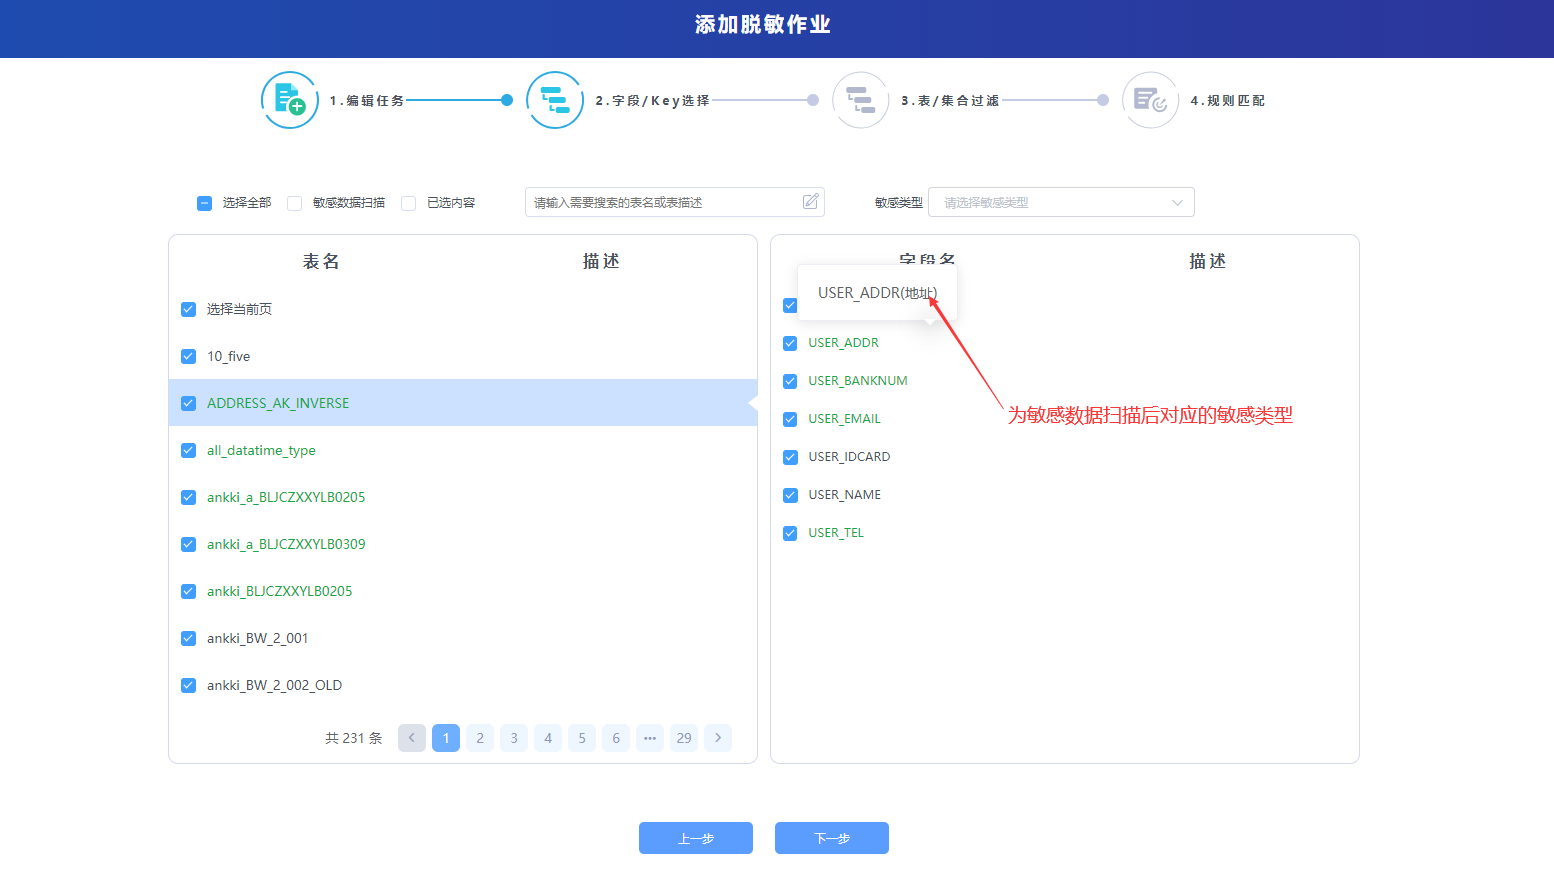 添加脱敏作业
1.编辑任务
2.字段/Key选择
3.表/集合过滤
4.规则匹配
选择全部
敏感数据扫描
已选内容
请输入需要搜索的表名或表描述
敏感类型
请选择敏感类型
表名
描述
选择当前页
10_five
ADDRESS_AK_INVERSE
all_datatime_type
ankki_a_BLJCZXXYLB0205
ankki_a_BLJCZXXYLB0309
ankki_BLJCZXXYLB0205
ankki_BW_2_001
ankki_BW_2_002_OLD
共 231 条
1 2 3 4 5 6 ••• 29
字段名
描述
USER_ADDR(地址)
USER_ADDR
USER_BANKNUM
USER_EMAIL
USER_IDCARD
USER_NAME
USER_TEL
为敏感数据扫描后对应的敏感类型
上一步
下一步